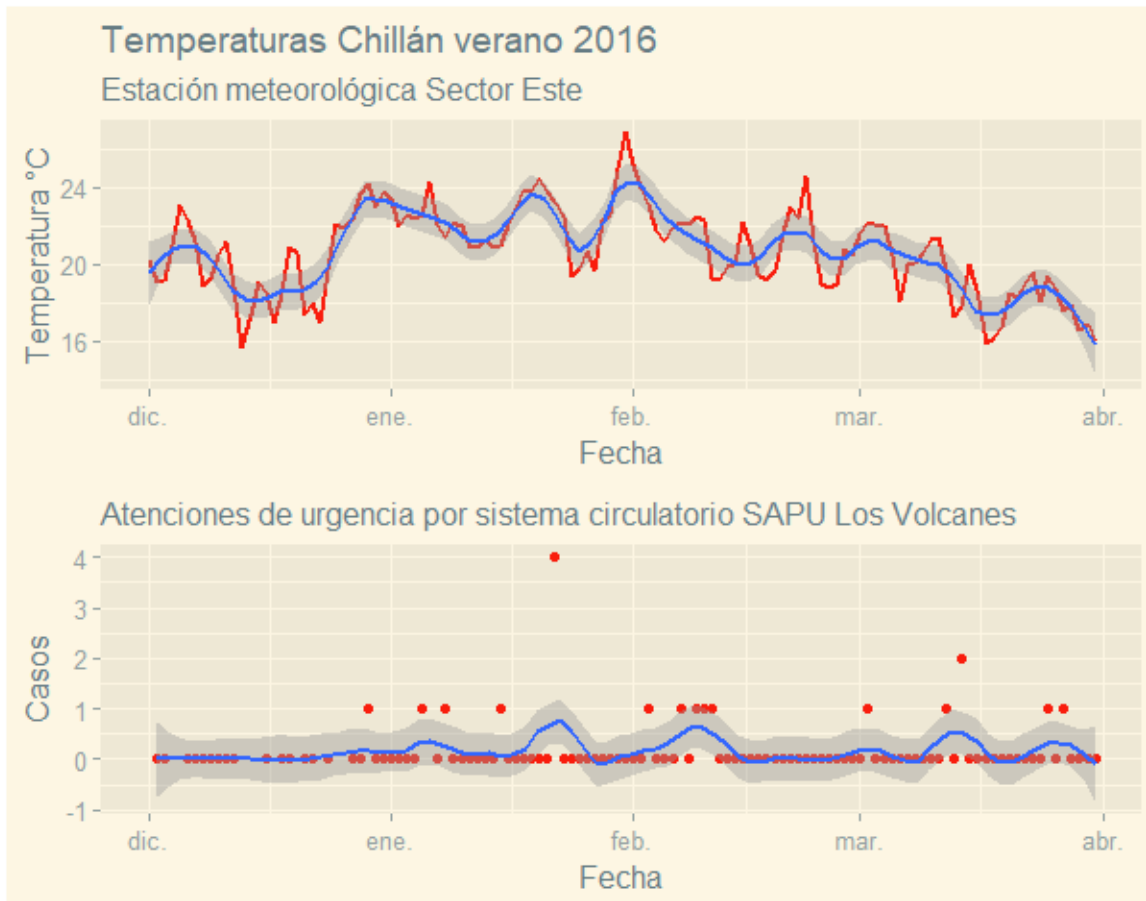 Temperaturas Chillán verano 2016
Estación meteorológica Sector Este
Temperatura °C
24
20
16
dic.
ene.
feb.
mar.
abr.
Fecha
Atenciones de urgencia por sistema circulatorio SAPU Los Volcanes
Casos
4
3
2
1
0
-1
dic.
ene.
feb.
mar.
abr.
Fecha